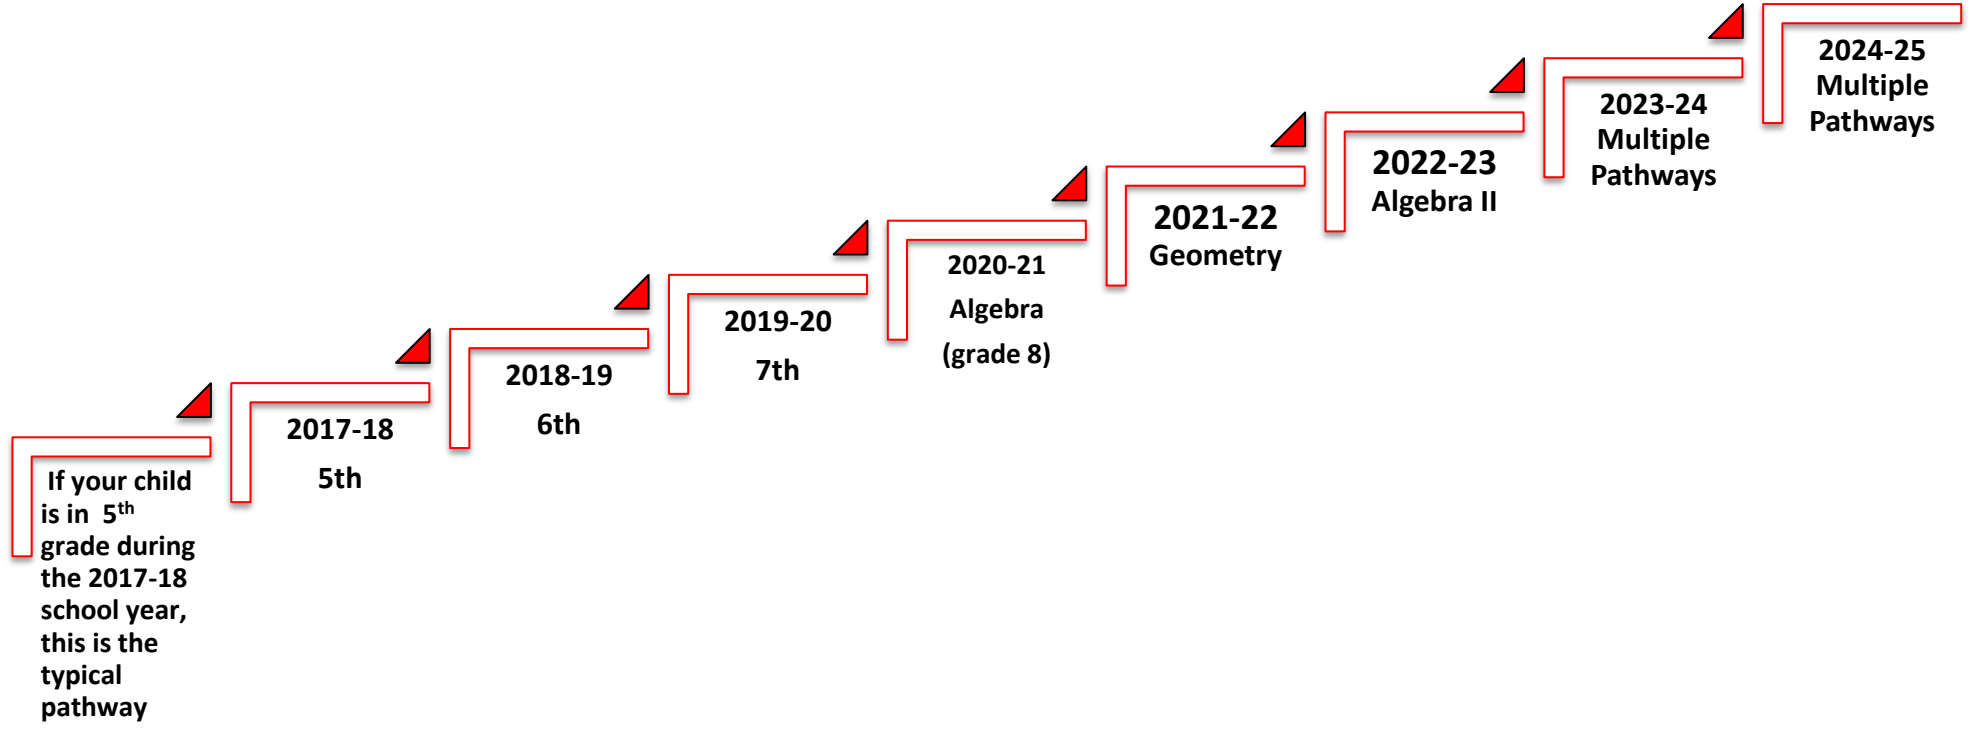 If your child
is in 5th
grade during
the 2017-18
school year,
this is the
typical
pathway
2017-18
5th
2018-19
6th
2019-20
7th
2020-21
Algebra
(grade 8)
2021-22
Geometry
2022-23
Algebra II
2023-24
Multiple
Pathways
2024-25
Multiple
Pathways